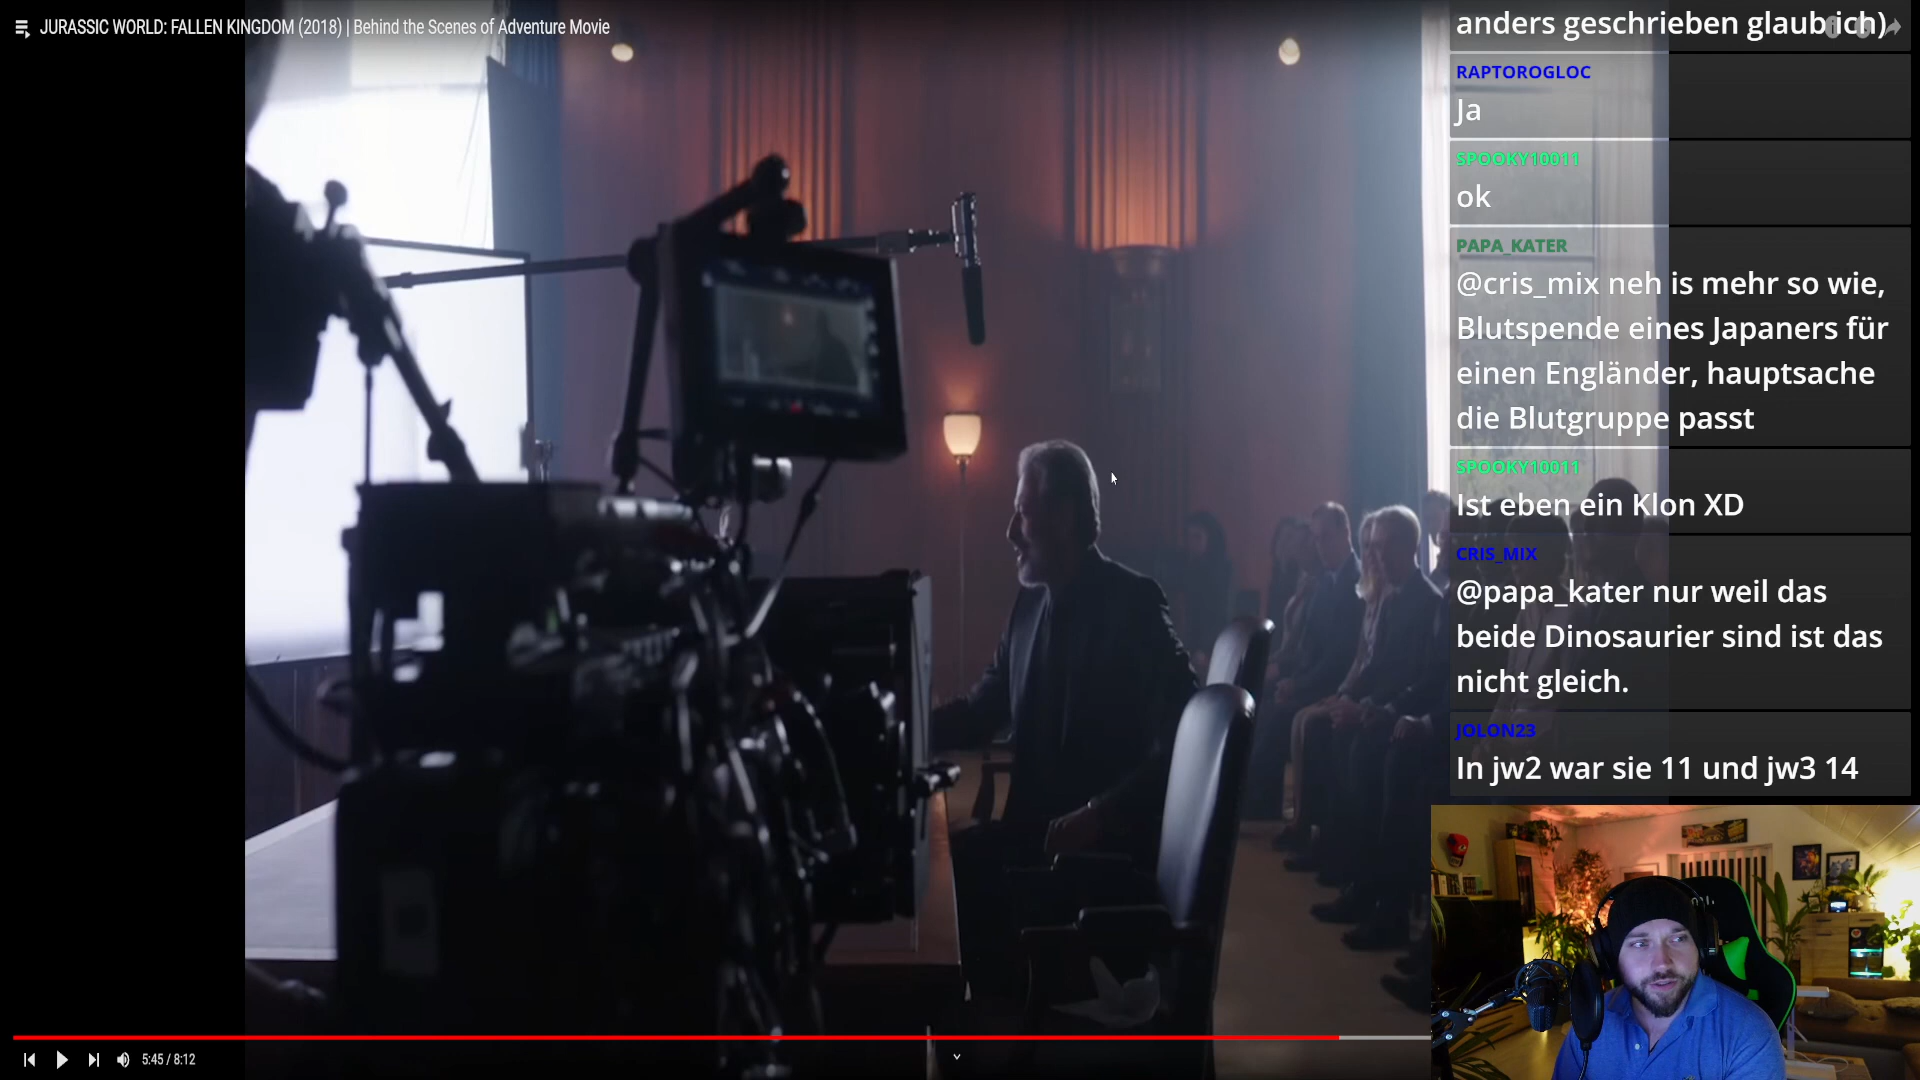 JURASSIC WORLD: FALLEN KINGDOM (2018) | Behind the Scenes of Adventure Movie
anders geschrieben glaub ich)
RAPTOROGLOC
Ja
SPOOKY10011
ok
PAPA_KATER
@cris_mix neh is mehr so wie,
Blutspende eines Japaners für
einen Engländer, hauptsache
die Blutgruppe passt
SPOOKY10011
Ist eben ein Klon XD
CRIS_MIX
@papa_kater nur weil das
beide Dinosaurier sind ist das
nicht gleich.
JOLON23
In jw2 war sie 11 und jw3 14
5:45 / 8:12